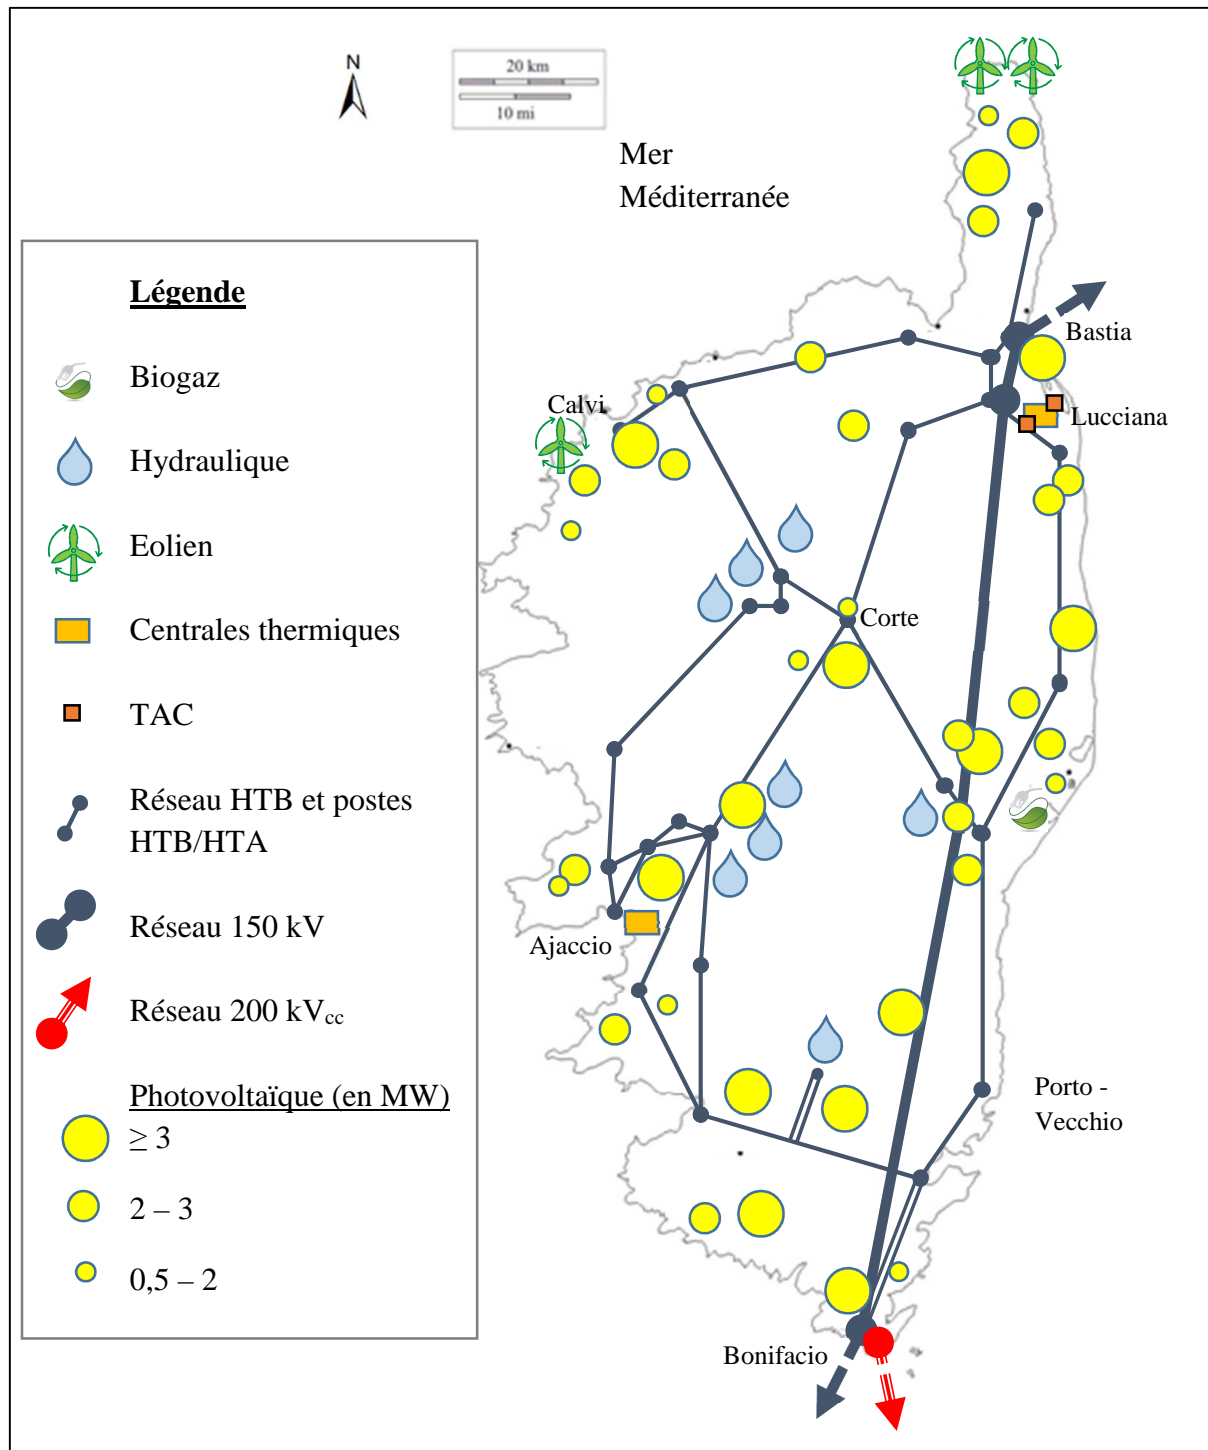 N
20 km
10 mi
Mer
Méditerranée
Légende
Biogaz
Hydraulique
Eolien
Centrales thermiques
TAC
Réseau HTB et postes
HTB/HTA
Réseau 150 kV
Réseau 200 kVcc
Photovoltaïque (en MW)
≥ 3
2 – 3
0,5 – 2
Bastia
Calvi
Lucciana
Corte
Ajaccio
Porto -
Vecchio
Bonifacio